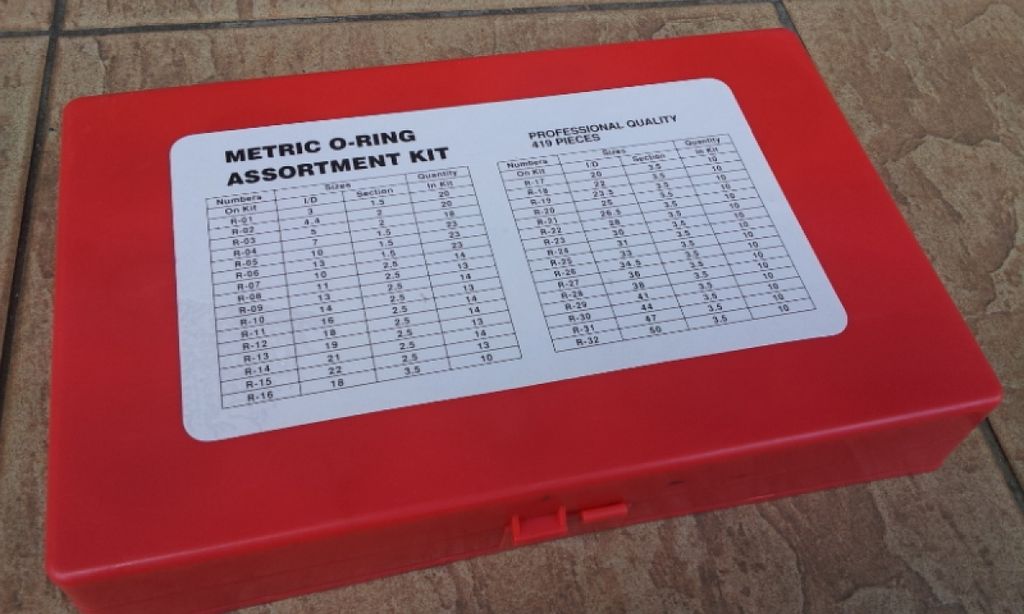 METRIC O-RING
ASSORTMENT KIT
Numbers On Kit Sizes I/D Section Quantity In Kit
R-01 3 1.5 20
R-02 4.4 2 20
R-03 5 2 18
R-04 7 1.5 23
R-05 10 1.5 23
R-06 13 1.5 23
R-07 10 2.5 14
R-08 11 2.5 13
R-09 13 2.5 14
R-10 14 2.5 13
R-11 16 2.5 14
R-12 18 2.5 14
R-13 19 2.5 13
R-14 21 2.5 14
R-15 22 2.5 13
R-16 18 3.5 10
PROFESSIONAL QUALITY
419 PIECES
Numbers On Kit Sizes I/D Section Quantity In Kit
R-17 20 3.5 10
R-18 22 3.5 10
R-19 23.5 3.5 10
R-20 25 3.5 10
R-21 26.5 3.5 10
R-22 28 3.5 10
R-23 30 3.5 10
R-24 31 3.5 10
R-25 33 3.5 10
R-26 34.5 3.5 10
R-27 36 3.5 10
R-28 38 3.5 10
R-29 41 3.5 10
R-30 44 3.5 10
R-31 47 3.5 10
R-32 50 3.5 10